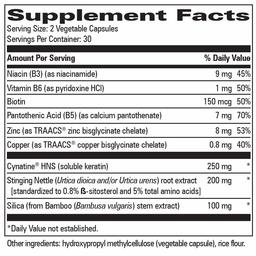 Supplement Facts
Serving Size: 2 Vegetable Capsules
Servings Per Container: 30
Amount Per Serving % Daily Value
Niacin (B3) (as niacinamide) 9 mg 45%
Vitamin B6 (as pyridoxine HCl) 1 mg 50%
Biotin 150 mcg 50%
Pantothenic Acid (B5) (as calcium pantothenate) 7 mg 70%
Zinc (as TRAACS® zinc bisglycinate chelate) 8 mg 53%
Copper (as TRAACS® copper bisglycinate chelate) 0.8 mg 40%
Cynatine® HNS (soluble keratin) 250 mg *
Stinging Nettle (Urtica dioica and/or Urtica urens) root extract 200 mg *
[standardized to 0.8% ß-sitosterol and 5% total amino acids]
Silica (from Bamboo (Bambusa vulgaris) stem extract) 100 mg *
*Daily Value not established.
Other ingredients: hydroxypropyl methylcellulose (vegetable capsule), rice flour.